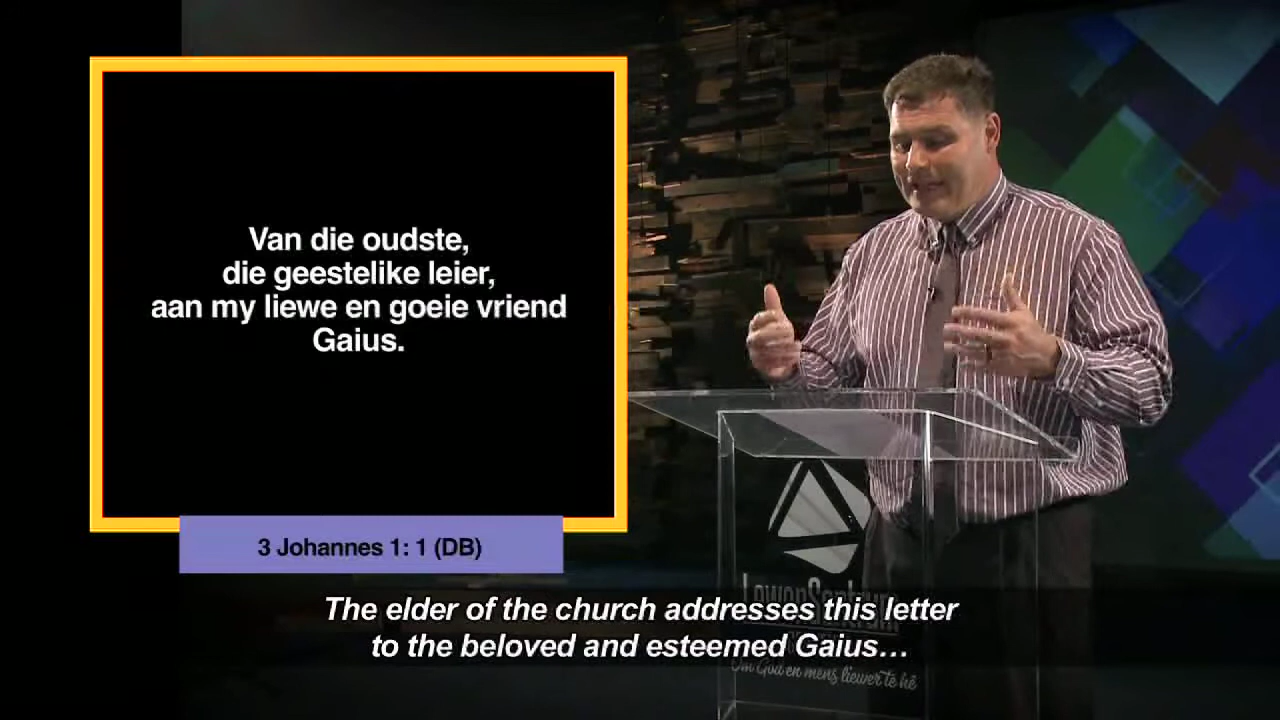 Van die oudste,
die geestelike leier,
aan my liewe en goeie vriend
Gaius.
3 Johannes 1: 1 (DB)
The elder of the church addresses this letter
to the beloved and esteemed Gaius...
LewenSentrum
Om God en mens liewer te hê